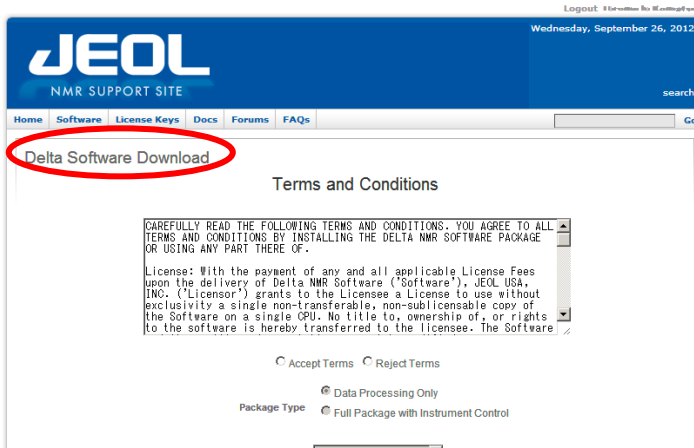 Logout
Wednesday, September 26, 2012
JEOL
NMR SUPPORT SITE
search
Home Software License Keys Docs Forums FAQs
Go
Delta Software Download
Terms and Conditions
CAREFULLY READ THE FOLLOWING TERMS AND CONDITIONS. YOU AGREE TO ALL
TERMS AND CONDITIONS BY INSTALLING THE DELTA NMR SOFTWARE PACKAGE
OR USING ANY PART THERE OF.
License: With the payment of any and all applicable License Fees
upon the delivery of Delta NMR Software ('Software'), JEOL USA,
INC. ('Licensor') grants to the Licensee a License to use without
exclusivity a single non-transferable, non-sublicensable copy of
the Software on a single CPU. No title to, ownership of, or rights
to the software is hereby transferred to the licensee. The Software
Accept Terms Reject Terms
Package Type
Data Processing Only
Full Package with Instrument Control